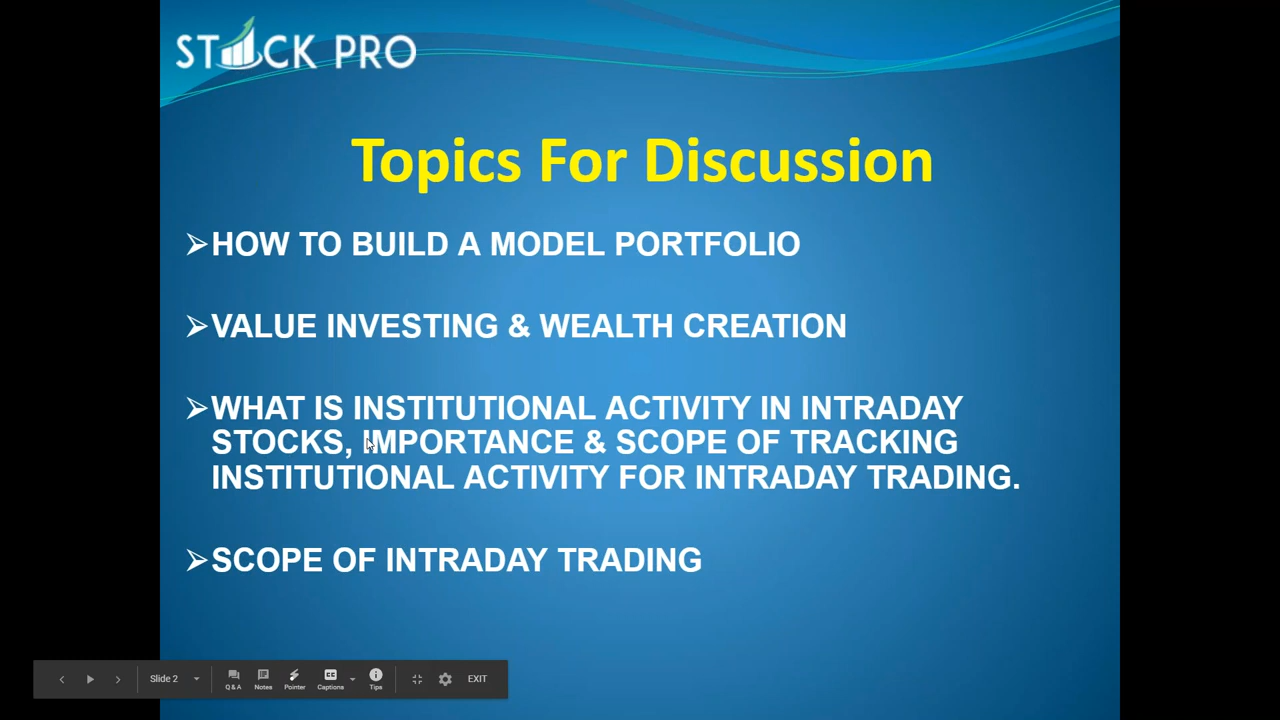 STOCK PRO
Topics For Discussion
➢HOW TO BUILD A MODEL PORTFOLIO
➢VALUE INVESTING & WEALTH CREATION
➢WHAT IS INSTITUTIONAL ACTIVITY IN INTRADAY
STOCKS, IMPORTANCE & SCOPE OF TRACKING
INSTITUTIONAL ACTIVITY FOR INTRADAY TRADING.
➢SCOPE OF INTRADAY TRADING
Slide 2
Q & A
Notes
Pointer
CC
Captions
Tips
EXIT